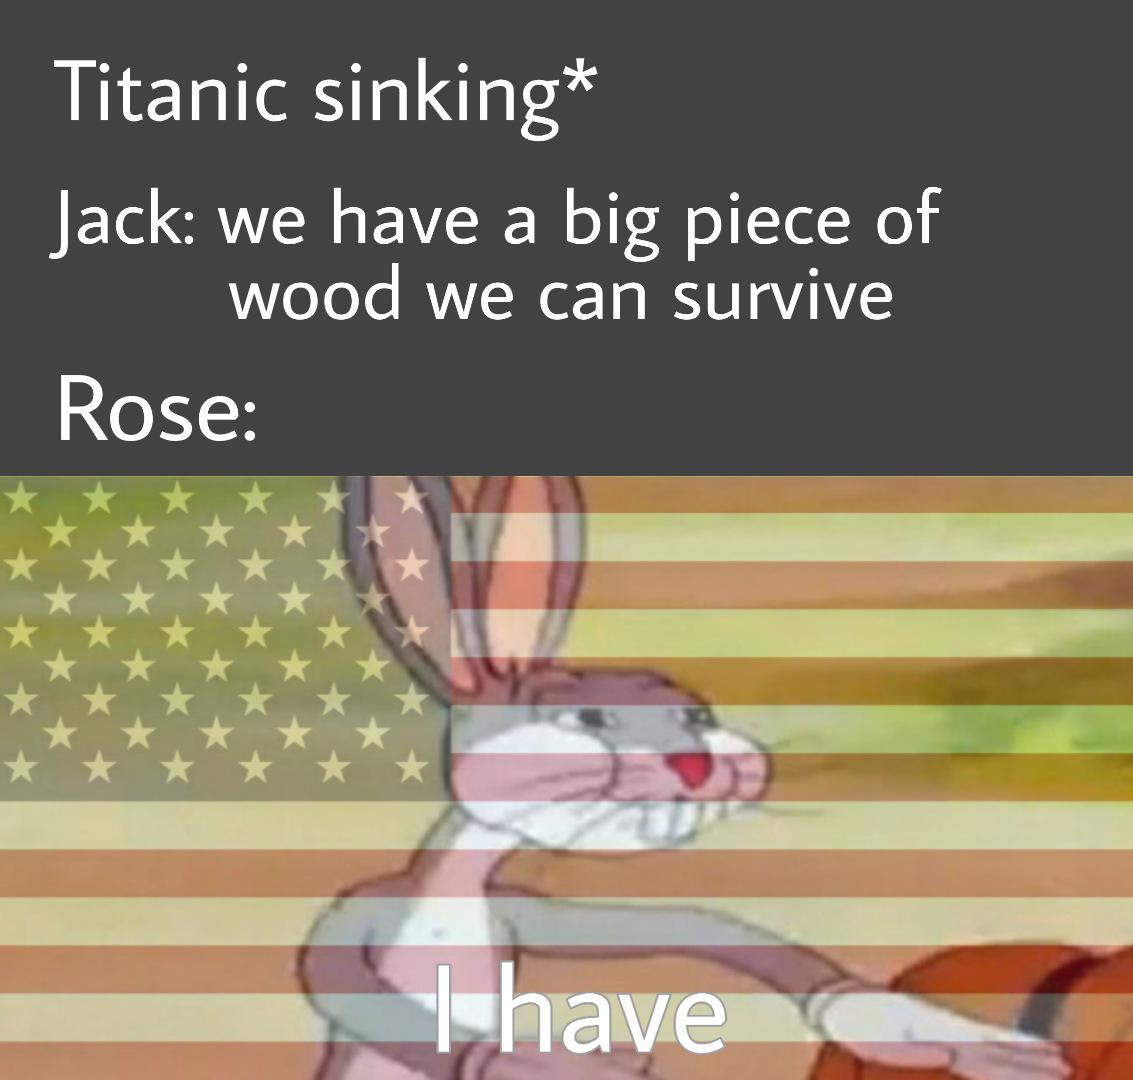 Titanic sinking*
Jack: we have a big piece of
wood we can survive
Rose:
I have